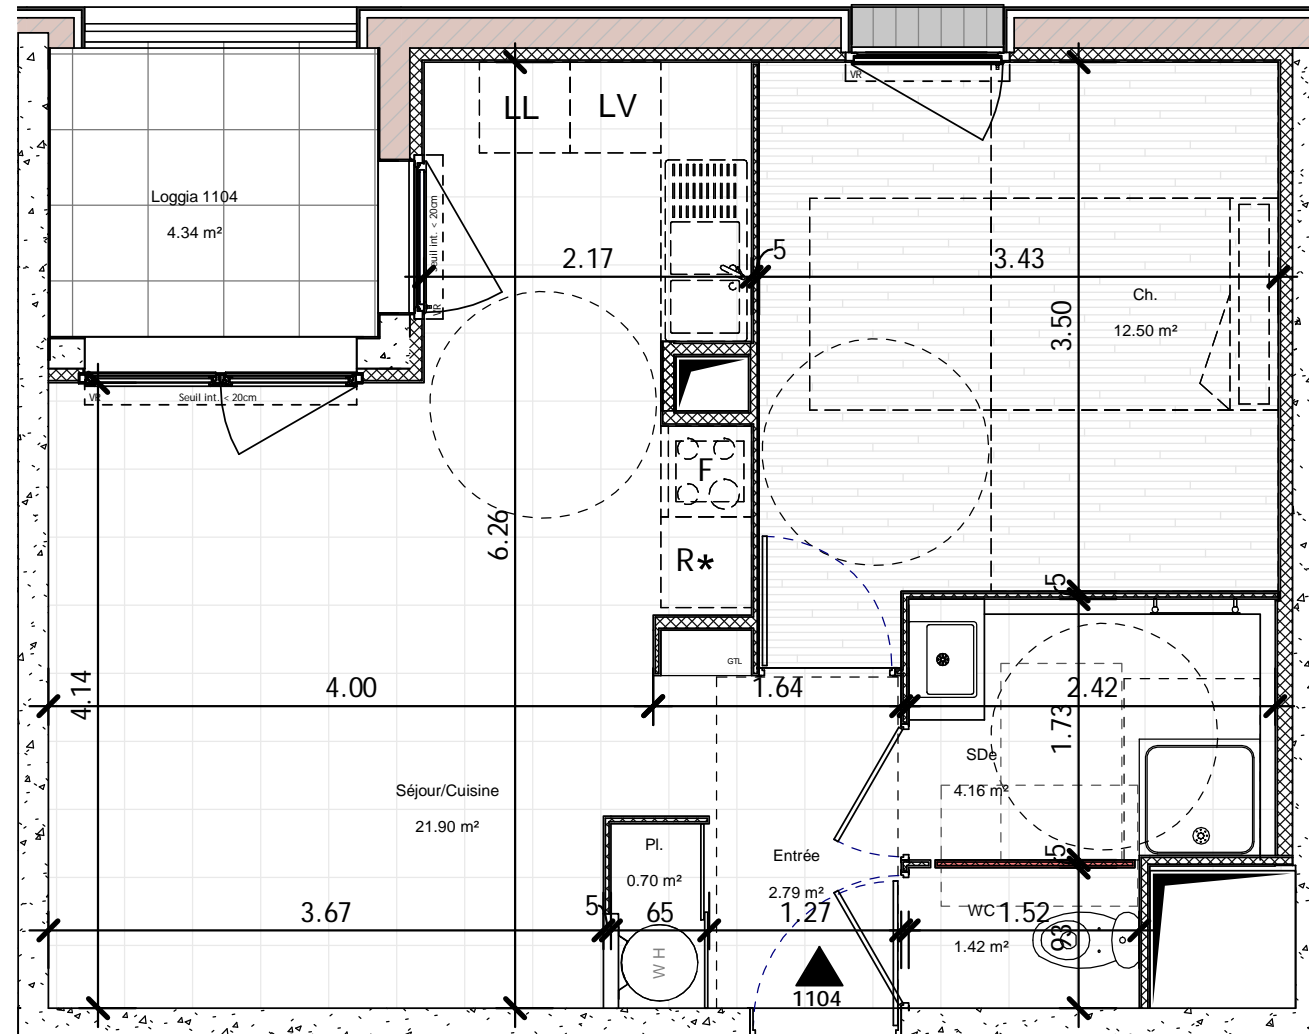 VR
LL LV
Loggia 1104
4.34 m²
Seuil int. < 20cm
VR
2.17
5
3.43
Ch.
12.50 m²
3.50
VR
Seuil int. < 20cm
F
6.26
R*
5
GTL
4.14
4.00
1.64
2.42
1.73
SDe
4.16 m²
Séjour/Cuisine
21.90 m²
Pl.
0.70 m²
Entrée
2.79 m²
5
3.67
5
65
1.27
WC
1.52
1.42 m²
93
WH
1104